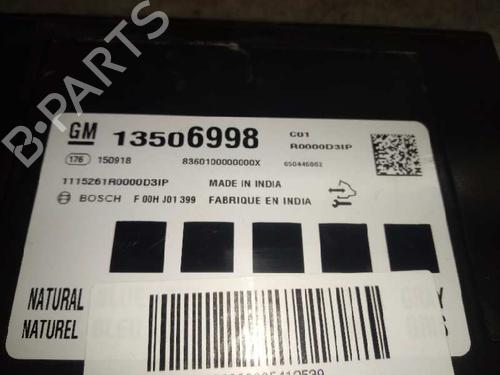 B-PARTS
GM 13506998 C01
R0000D3IP
176 150918 8360100000000X 650446062
1115261R0000D3IP MADE IN INDIA
BOSCH F 00H J01 399 FABRIQUE EN INDIA
NATURAL
NATUREL